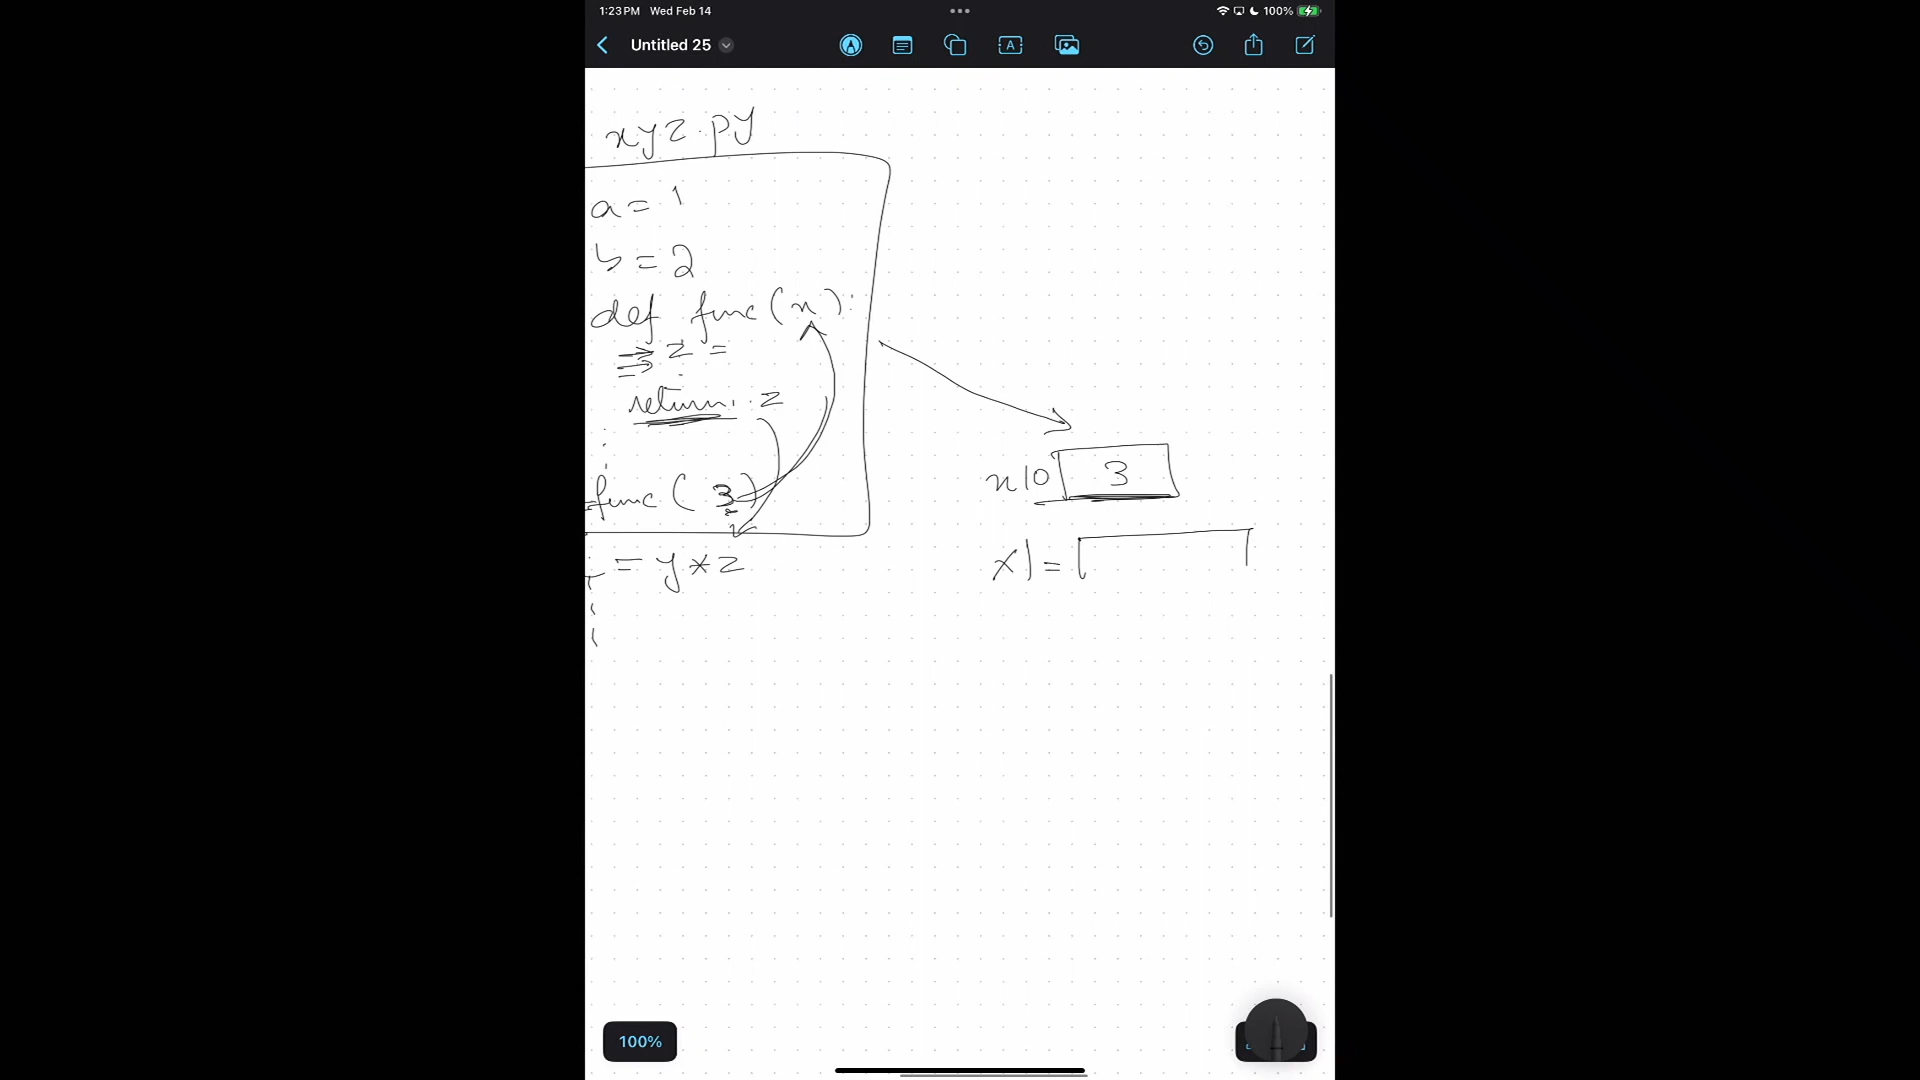 1:23 PM Wed Feb 14 100%
Untitled 25
xyz.py
a = 1
b = 2
def func(x):
z =
return z
func(3)
= y * z
x10 3
x1 =
100%